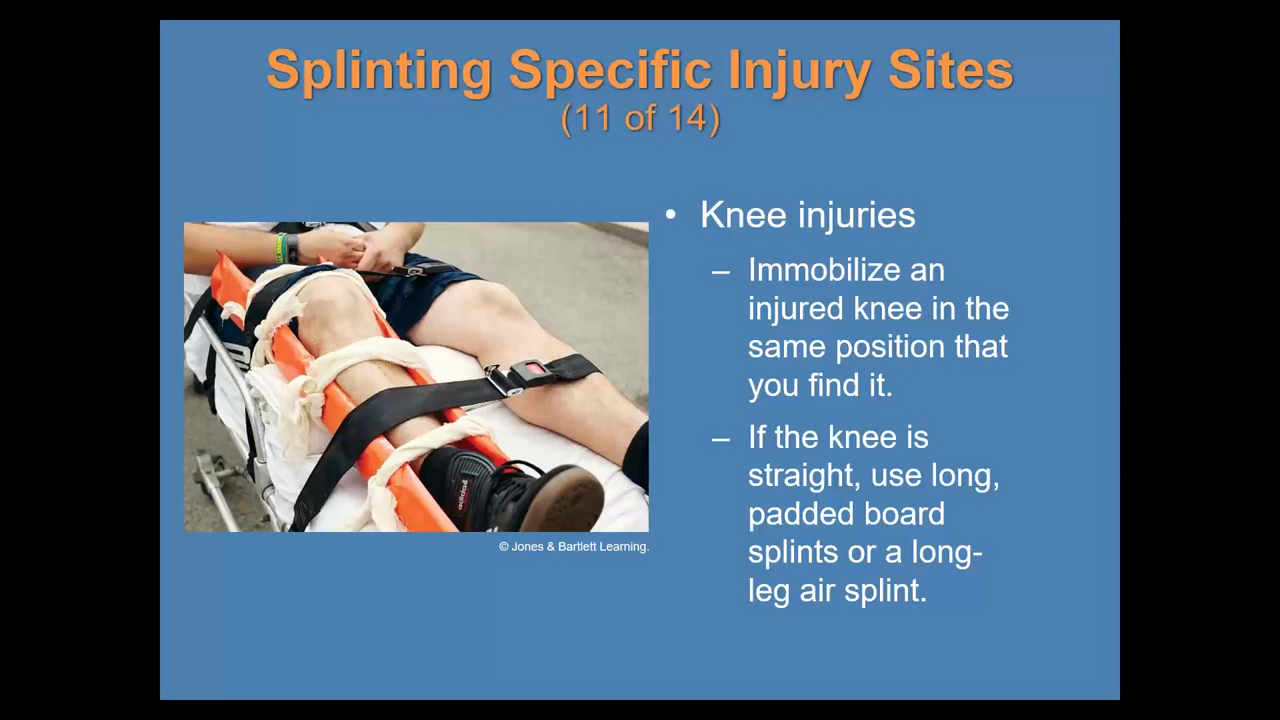 Splinting Specific Injury Sites
(11 of 14)
• Knee injuries
– Immobilize an
injured knee in the
same position that
you find it.
– If the knee is
straight, use long,
padded board
splints or a long-
leg air splint.
adidas
© Jones & Bartlett Learning.